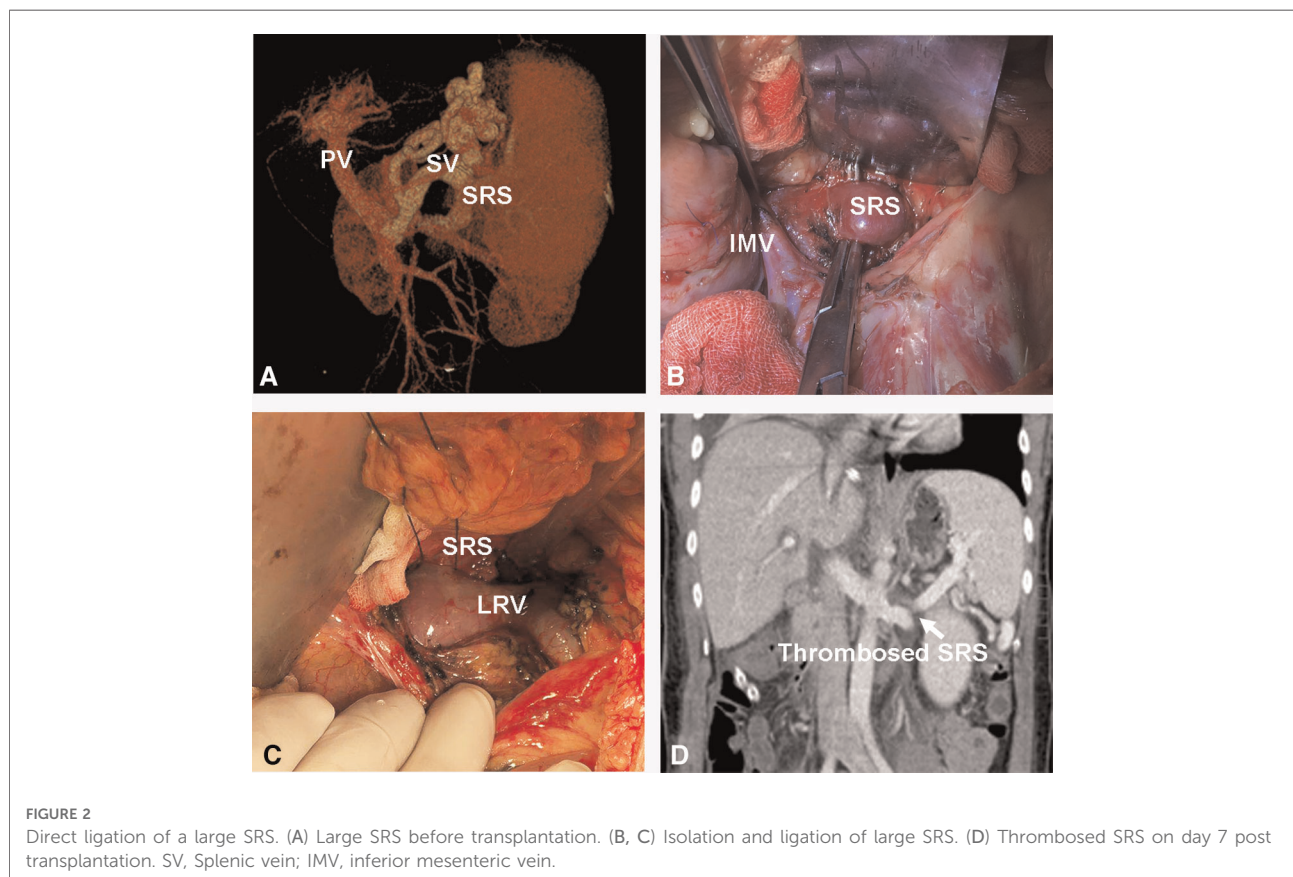 PV
SV
SRS
A
SRS
IMV
B
SRS
LRV
C
Thrombosed SRS
D
FIGURE 2
Direct ligation of a large SRS. (A) Large SRS before transplantation. (B, C) Isolation and ligation of large SRS. (D) Thrombosed SRS on day 7 post
transplantation. SV, Splenic vein; IMV, inferior mesenteric vein.